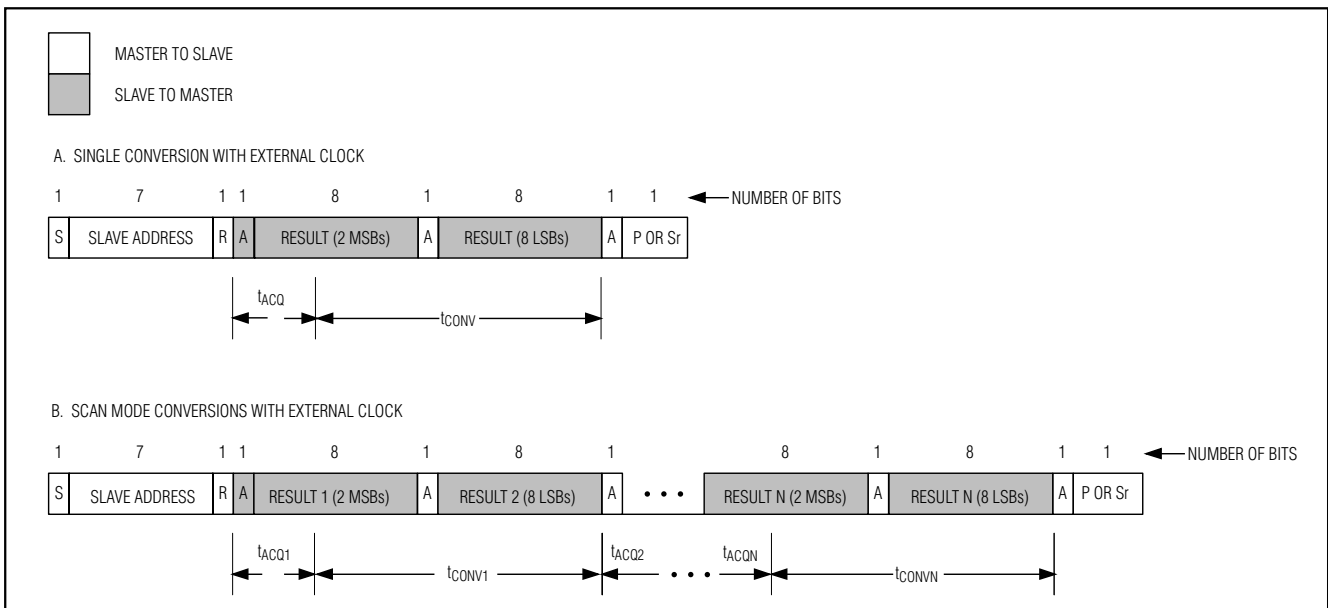 MASTER TO SLAVE
SLAVE TO MASTER
A. SINGLE CONVERSION WITH EXTERNAL CLOCK
1 7 1 1 8 1 8 1 1 NUMBER OF BITS
S SLAVE ADDRESS R A RESULT (2 MSBs) A RESULT (8 LSBs) A P OR Sr
tACQ
tCONV
B. SCAN MODE CONVERSIONS WITH EXTERNAL CLOCK
1 7 1 1 8 1 8 1 8 1 8 1 1 NUMBER OF BITS
S SLAVE ADDRESS R A RESULT 1 (2 MSBs) A RESULT 2 (8 LSBs) A • • • RESULT N (2 MSBs) A RESULT N (8 LSBs) A P OR Sr
tACQ1 tACQ2 tACQN
tCONV1 • • • tCONVN